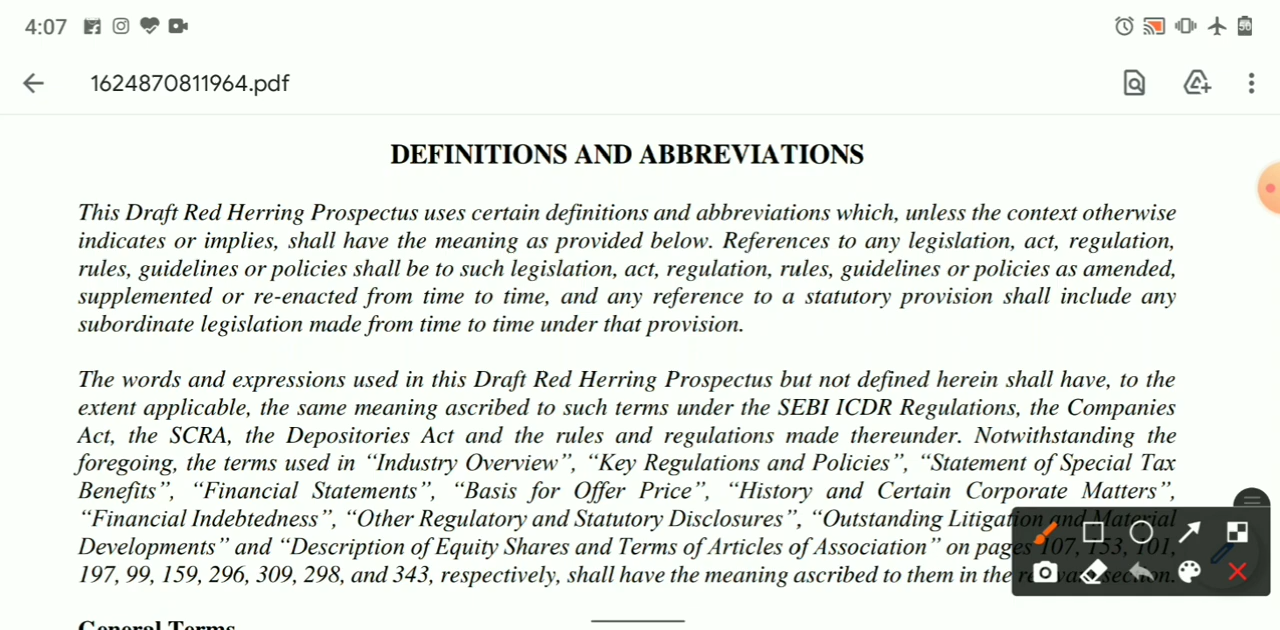 4:07
50
1624870811964.pdf
DEFINITIONS AND ABBREVIATIONS
This Draft Red Herring Prospectus uses certain definitions and abbreviations which, unless the context otherwise
indicates or implies, shall have the meaning as provided below. References to any legislation, act, regulation,
rules, guidelines or policies shall be to such legislation, act, regulation, rules, guidelines or policies as amended,
supplemented or re-enacted from time to time, and any reference to a statutory provision shall include any
subordinate legislation made from time to time under that provision.
The words and expressions used in this Draft Red Herring Prospectus but not defined herein shall have, to the
extent applicable, the same meaning ascribed to such terms under the SEBI ICDR Regulations, the Companies
Act, the SCRA, the Depositories Act and the rules and regulations made thereunder. Notwithstanding the
foregoing, the terms used in “Industry Overview”, “Key Regulations and Policies”, “Statement of Special Tax
Benefits”, “Financial Statements”, “Basis for Offer Price”, “History and Certain Corporate Matters”,
“Financial Indebtedness”, “Other Regulatory and Statutory Disclosures”, “Outstanding Litigation and Material
Developments” and “Description of Equity Shares and Terms of Articles of Association” on pages 107, 153, 101,
197, 99, 159, 296, 309, 298, and 343, respectively, shall have the meaning ascribed to them in the relevant section.
General Terms